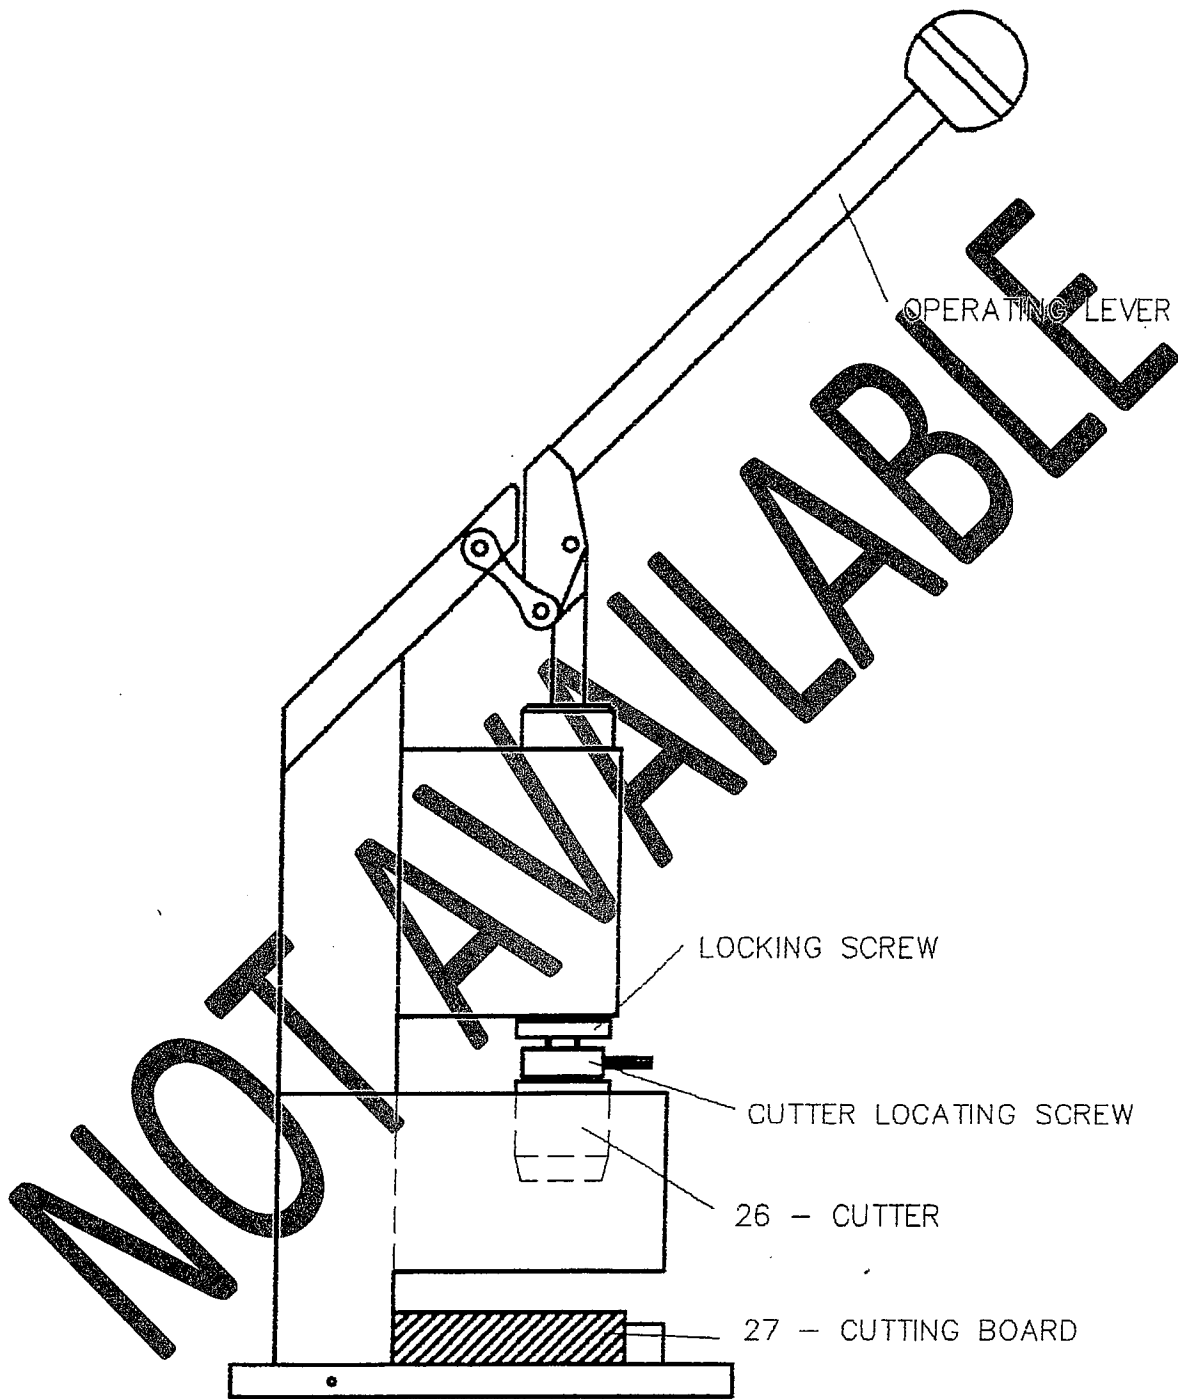 OPERATING LEVER
NOT AVAILABLE
LOCKING SCREW
CUTTER LOCATING SCREW
26 – CUTTER
27 – CUTTING BOARD